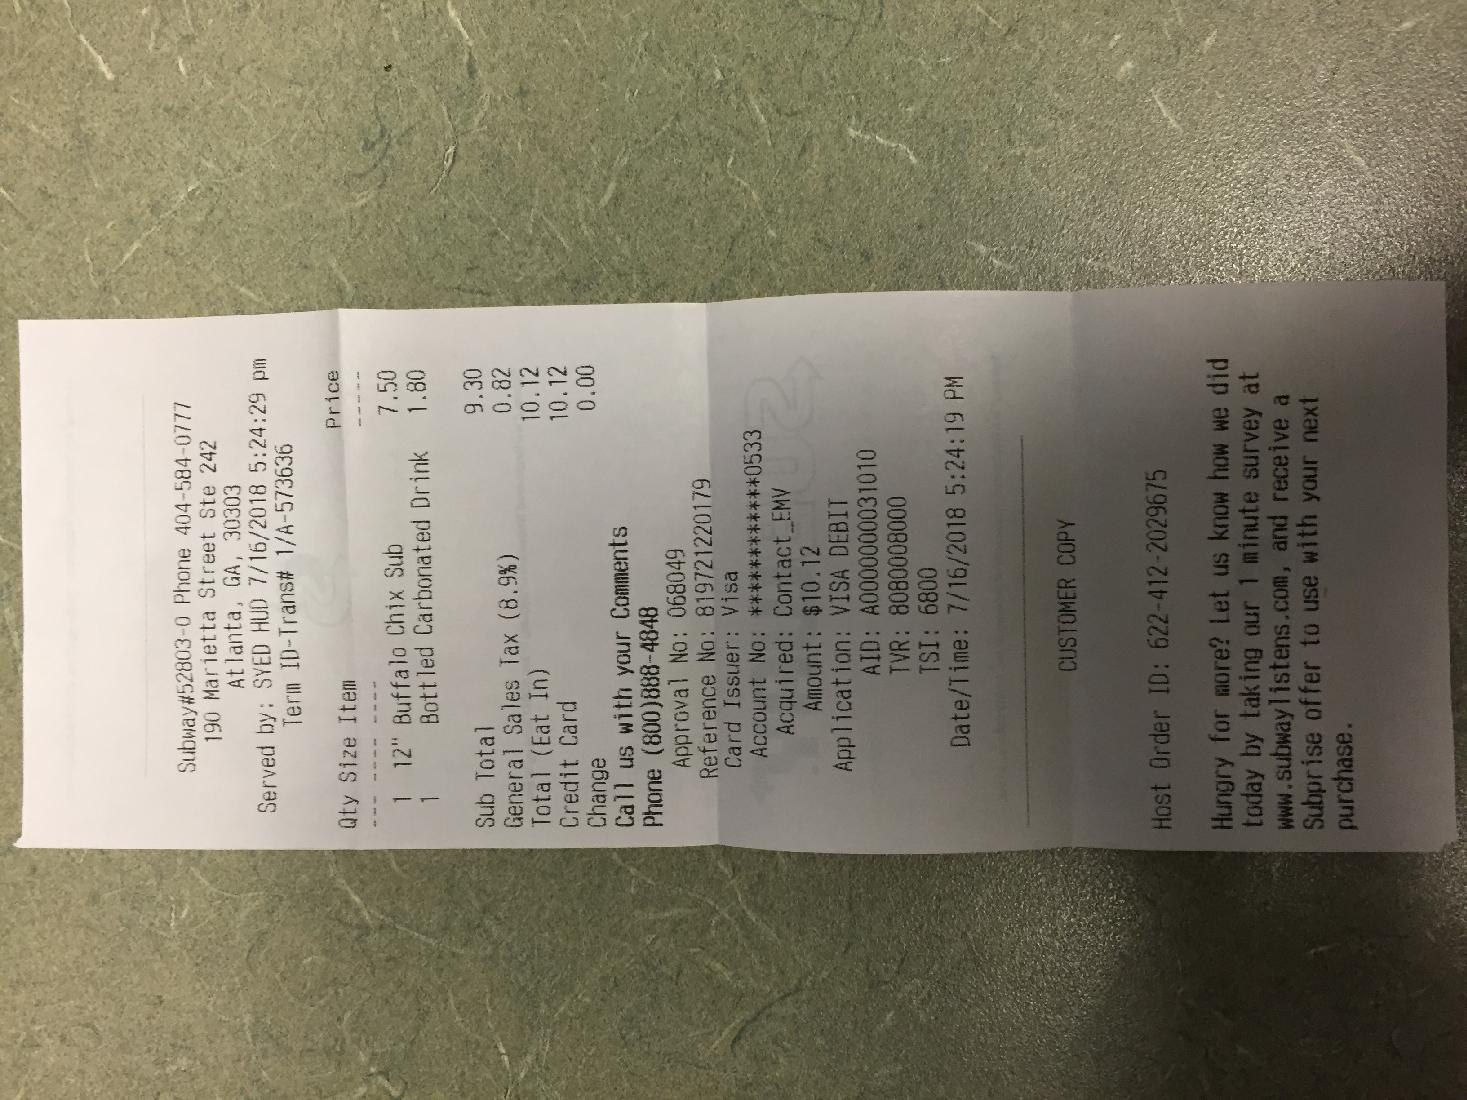 Subway#52803-0 Phone 404-584-0777
190 Marietta Street Ste 242
Atlanta, GA, 30303
Served by: SYED HUD 7/16/2018 5:24:29 pm
Term ID-Trans# 1/A-573636
Qty Size Item Price
--- ---- ---- -----
1 12" Buffalo Chix Sub 7.50
1 Bottled Carbonated Drink 1.80
Sub Total 9.30
General Sales Tax (8.9%) 0.82
Total (Eat In) 10.12
Credit Card 10.12
Change 0.00
Call us with your Comments
Phone (800)888-4848
Approval No: 068049
Reference No: 819721220179
Card Issuer: Visa
Account No: ************0533
Acquired: Contact_EMV
Amount: $10.12
Application: VISA DEBIT
AID: A0000000031010
TVR: 8080008000
TSI: 6800
Date/Time: 7/16/2018 5:24:19 PM
CUSTOMER COPY
Host Order ID: 622-412-2029675
Hungry for more? Let us know how we did
today by taking our 1 minute survey at
www.subwaylistens.com, and receive a
Subprise offer to use with your next
purchase.